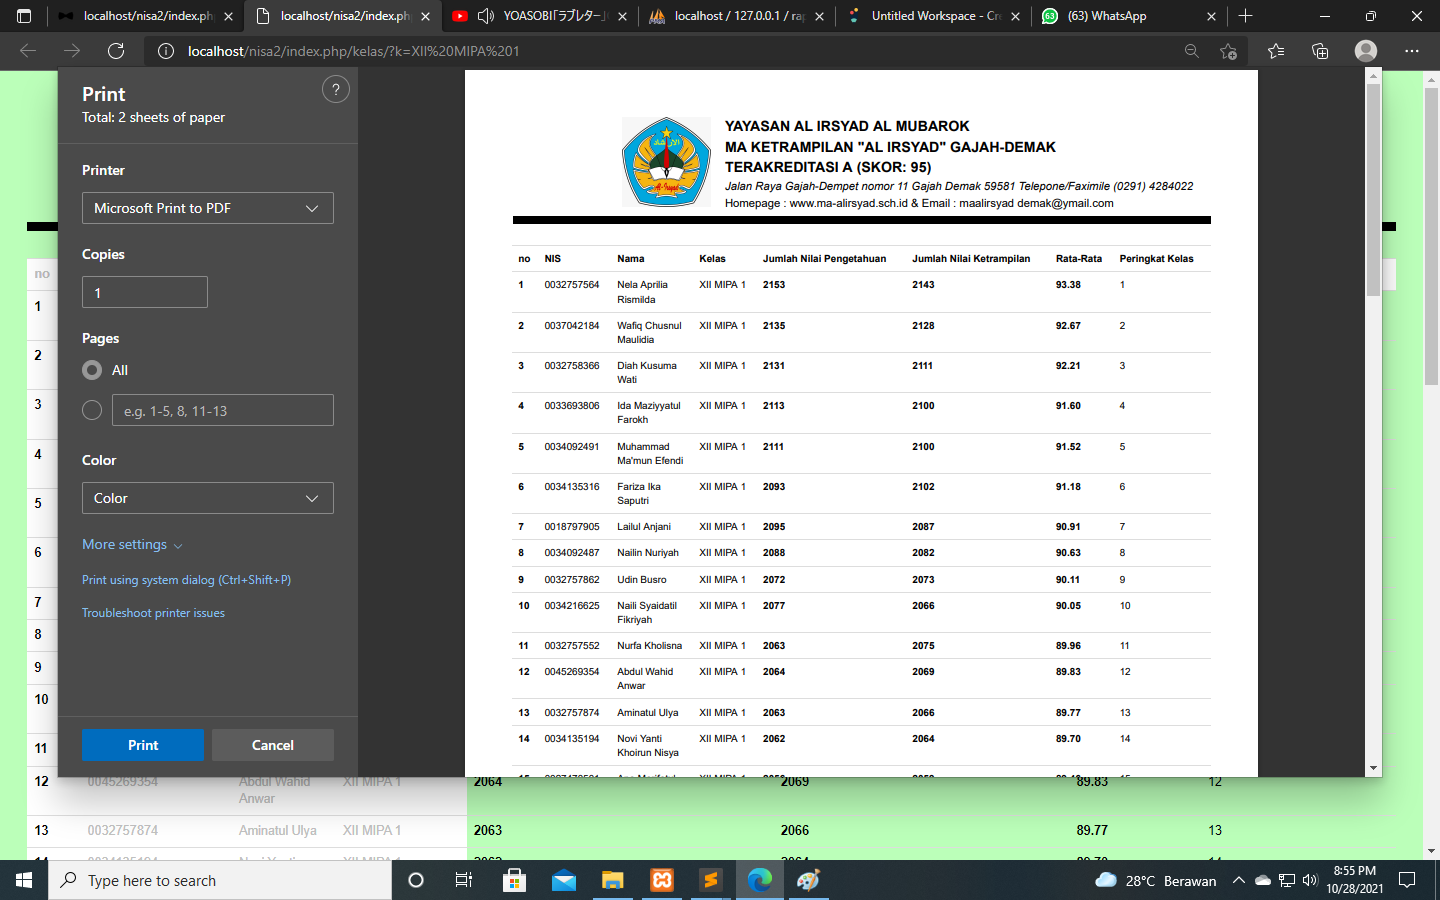 localhost/nisa2/index.ph
localhost/nisa2/index.ph
YOASOBI「ラブレター」
localhost / 127.0.0.1 / rap
Untitled Workspace - Cre
(63) WhatsApp
localhost/nisa2/index.php/kelas/?k=XII%20MIPA%201
Print
Total: 2 sheets of paper
?
Printer
Microsoft Print to PDF
Copies
1
Pages
All
e.g. 1-5, 8, 11-13
Color
Color
More settings
Print using system dialog (Ctrl+Shift+P)
Troubleshoot printer issues
Print
Cancel
YAYASAN AL IRSYAD AL MUBAROK
MA KETRAMPILAN "AL IRSYAD" GAJAH-DEMAK
TERAKREDITASI A (SKOR: 95)
Jalan Raya Gajah-Dempet nomor 11 Gajah Demak 59581 Telepone/Faximile (0291) 4284022
Homepage : www.ma-alirsyad.sch.id & Email : maalirsyad demak@ymail.com
Al-Irsyad
no NIS Nama Kelas Jumlah Nilai Pengetahuan Jumlah Nilai Ketrampilan Rata-Rata Peringkat Kelas
1 0032757564 Nela Aprilia XII MIPA 1 2153 2143 93.38 1
Rismilda
2 0037042184 Wafiq Chusnul XII MIPA 1 2135 2128 92.67 2
Maulidia
3 0032758366 Diah Kusuma XII MIPA 1 2131 2111 92.21 3
Wati
4 0033693806 Ida Maziyyatul XII MIPA 1 2113 2100 91.60 4
Farokh
5 0034092491 Muhammad XII MIPA 1 2111 2100 91.52 5
Ma'mun Efendi
6 0034135316 Fariza Ika XII MIPA 1 2093 2102 91.18 6
Saputri
7 0018797905 Lailul Anjani XII MIPA 1 2095 2087 90.91 7
8 0034092487 Nailin Nuriyah XII MIPA 1 2088 2082 90.63 8
9 0032757862 Udin Busro XII MIPA 1 2072 2073 90.11 9
10 0034216625 Naili Syaidatil XII MIPA 1 2077 2066 90.05 10
Fikriyah
11 0032757552 Nurfa Kholisna XII MIPA 1 2063 2075 89.96 11
12 0045269354 Abdul Wahid XII MIPA 1 2064 2069 89.83 12
Anwar
13 0032757874 Aminatul Ulya XII MIPA 1 2063 2066 89.77 13
14 0034135194 Novi Yanti XII MIPA 1 2062 2064 89.70 14
Khoirun Nisya
no
1
2
3
4
5
6
7
8
9
10
11
12 0045269354 Abdul Wahid XII MIPA 1 2064 2069 89.83 12
Anwar
13 0032757874 Aminatul Ulya XII MIPA 1 2063 2066 89.77 13
Type here to search
63
28°C Berawan
8:55 PM
10/28/2021